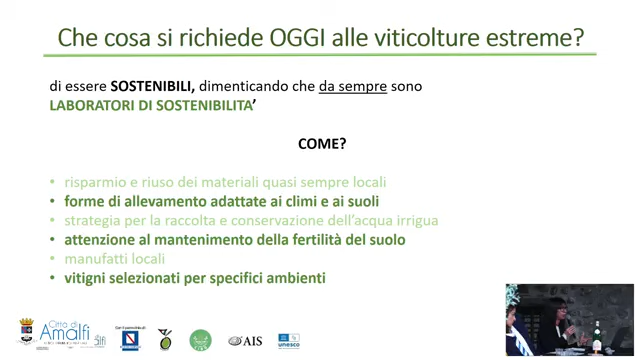 Che cosa si richiede OGGI alle viticolture estreme?
di essere SOSTENIBILI, dimenticando che da sempre sono
LABORATORI DI SOSTENIBILITA’
COME?
• risparmio e riuso dei materiali quasi sempre locali
• forme di allevamento adattate ai climi e ai suoli
• strategia per la raccolta e conservazione dell’acqua irrigua
• attenzione al mantenimento della fertilità del suolo
• manufatti locali
• vitigni selezionati per specifici ambienti
Città di
Amalfi
AIS
unesco